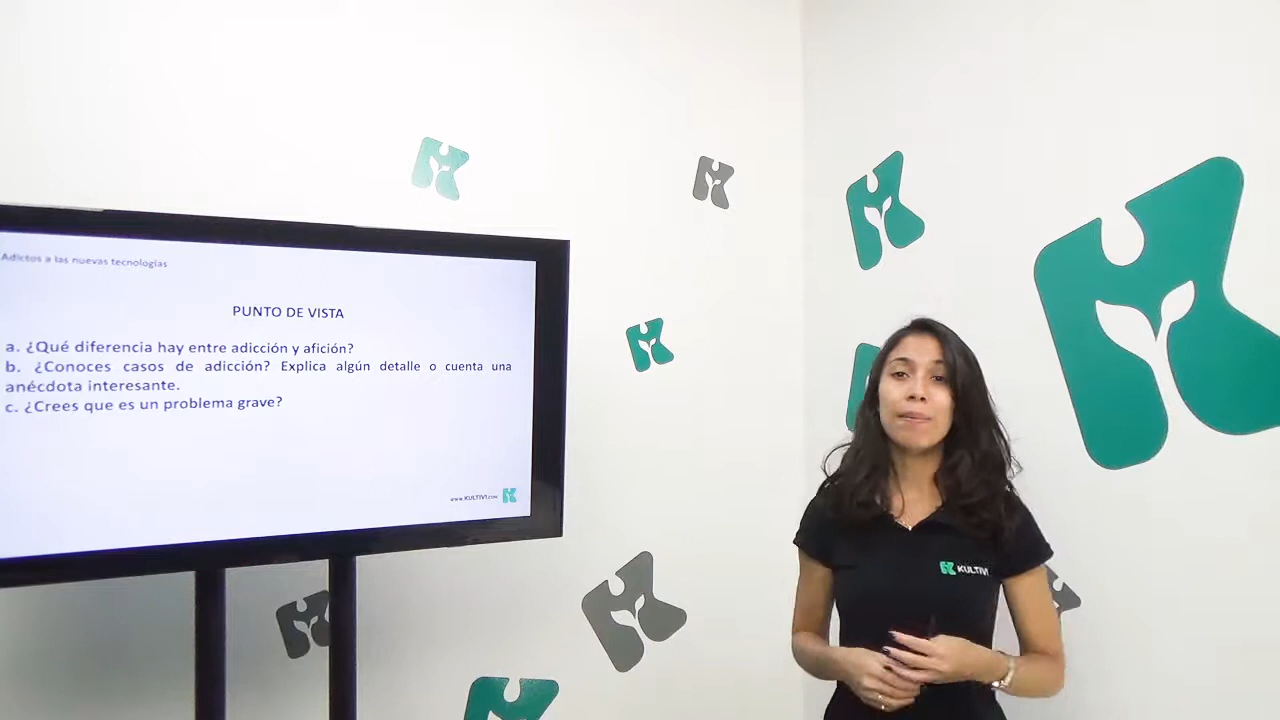 Adictos a las nuevas tecnologías
PUNTO DE VISTA
a. ¿Qué diferencia hay entre adicción y afición?
b. ¿Conoces casos de adicción? Explica algún detalle o cuenta una
anécdota interesante.
c. ¿Crees que es un problema grave?
www.KULTIVI.com
KULTIVI